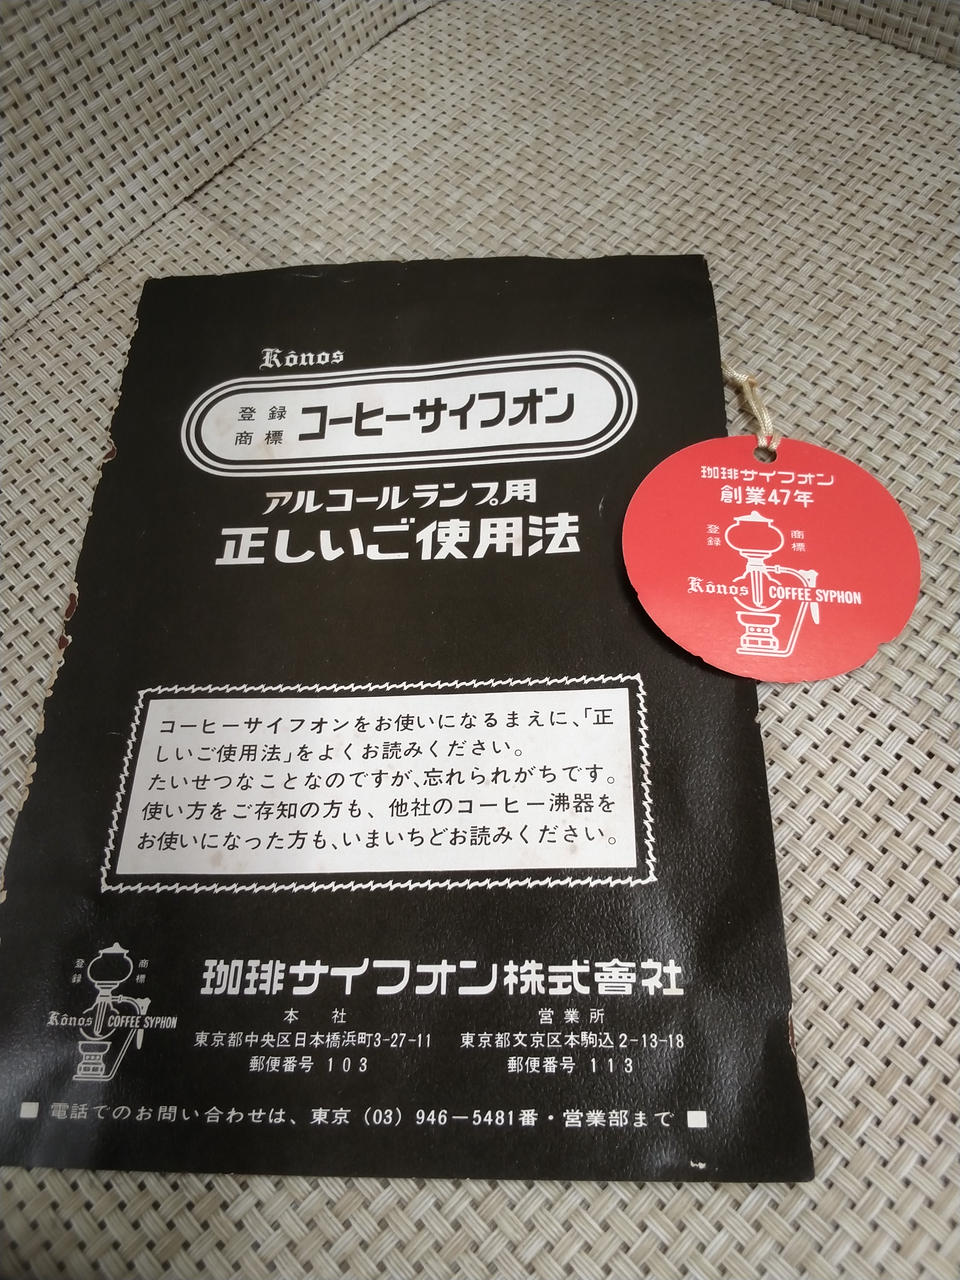 Kônos
登録
商標
コーヒーサイフオン
アルコールランプ用
正しいご使用法
コーヒーサイフオンをお使いになるまえに、「正
しいご使用法」をよくお読みください。
たいせつなことなのですが、忘れられがちです。
使い方をご存知の方も、他社のコーヒー沸器を
お使いになった方も、いまいちどお読みください。
登録
商標
Kônos COFFEE SYPHON
珈琲サイフオン株式會社
本社
東京都中央区日本橋浜町3-27-11
郵便番号 103
営業所
東京都文京区本駒込2-13-18
郵便番号 113
■ 電話でのお問い合わせは、東京（03）946－5481番・営業部まで ■
珈琲サイフオン
創業47年
登録
商標
Kônos COFFEE SYPHON